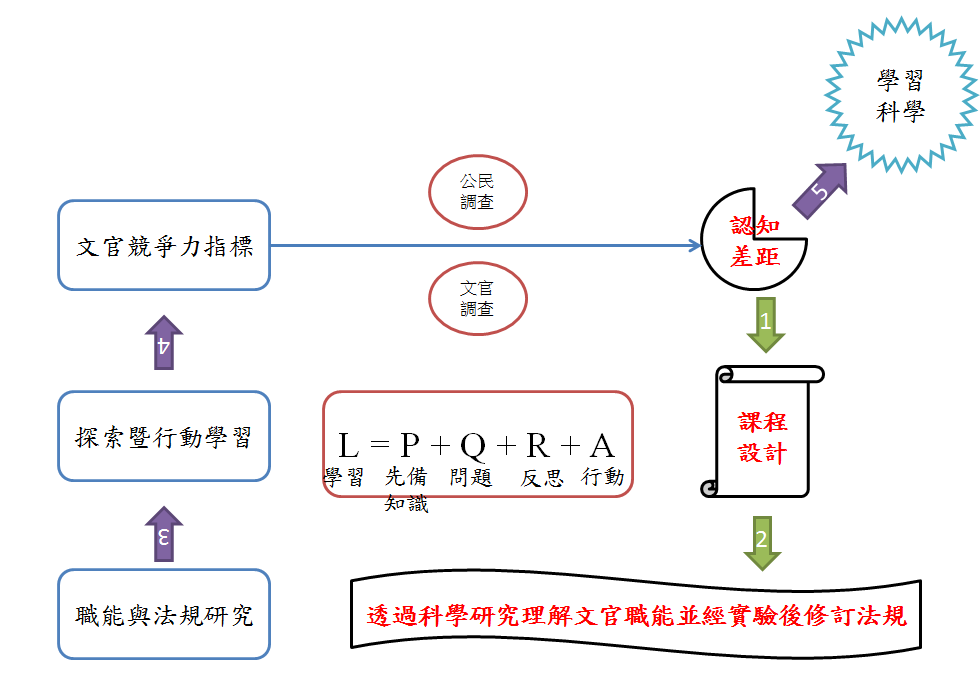 學習
科學
公民
調查
5
文官競爭力指標
認知
差距
文官
調查
1
4
探索暨行動學習
L = P + Q + R + A
學習 先備 問題 反思 行動
知識
課程
設計
3
2
職能與法規研究
透過科學研究理解文官職能並經實驗後修訂法規